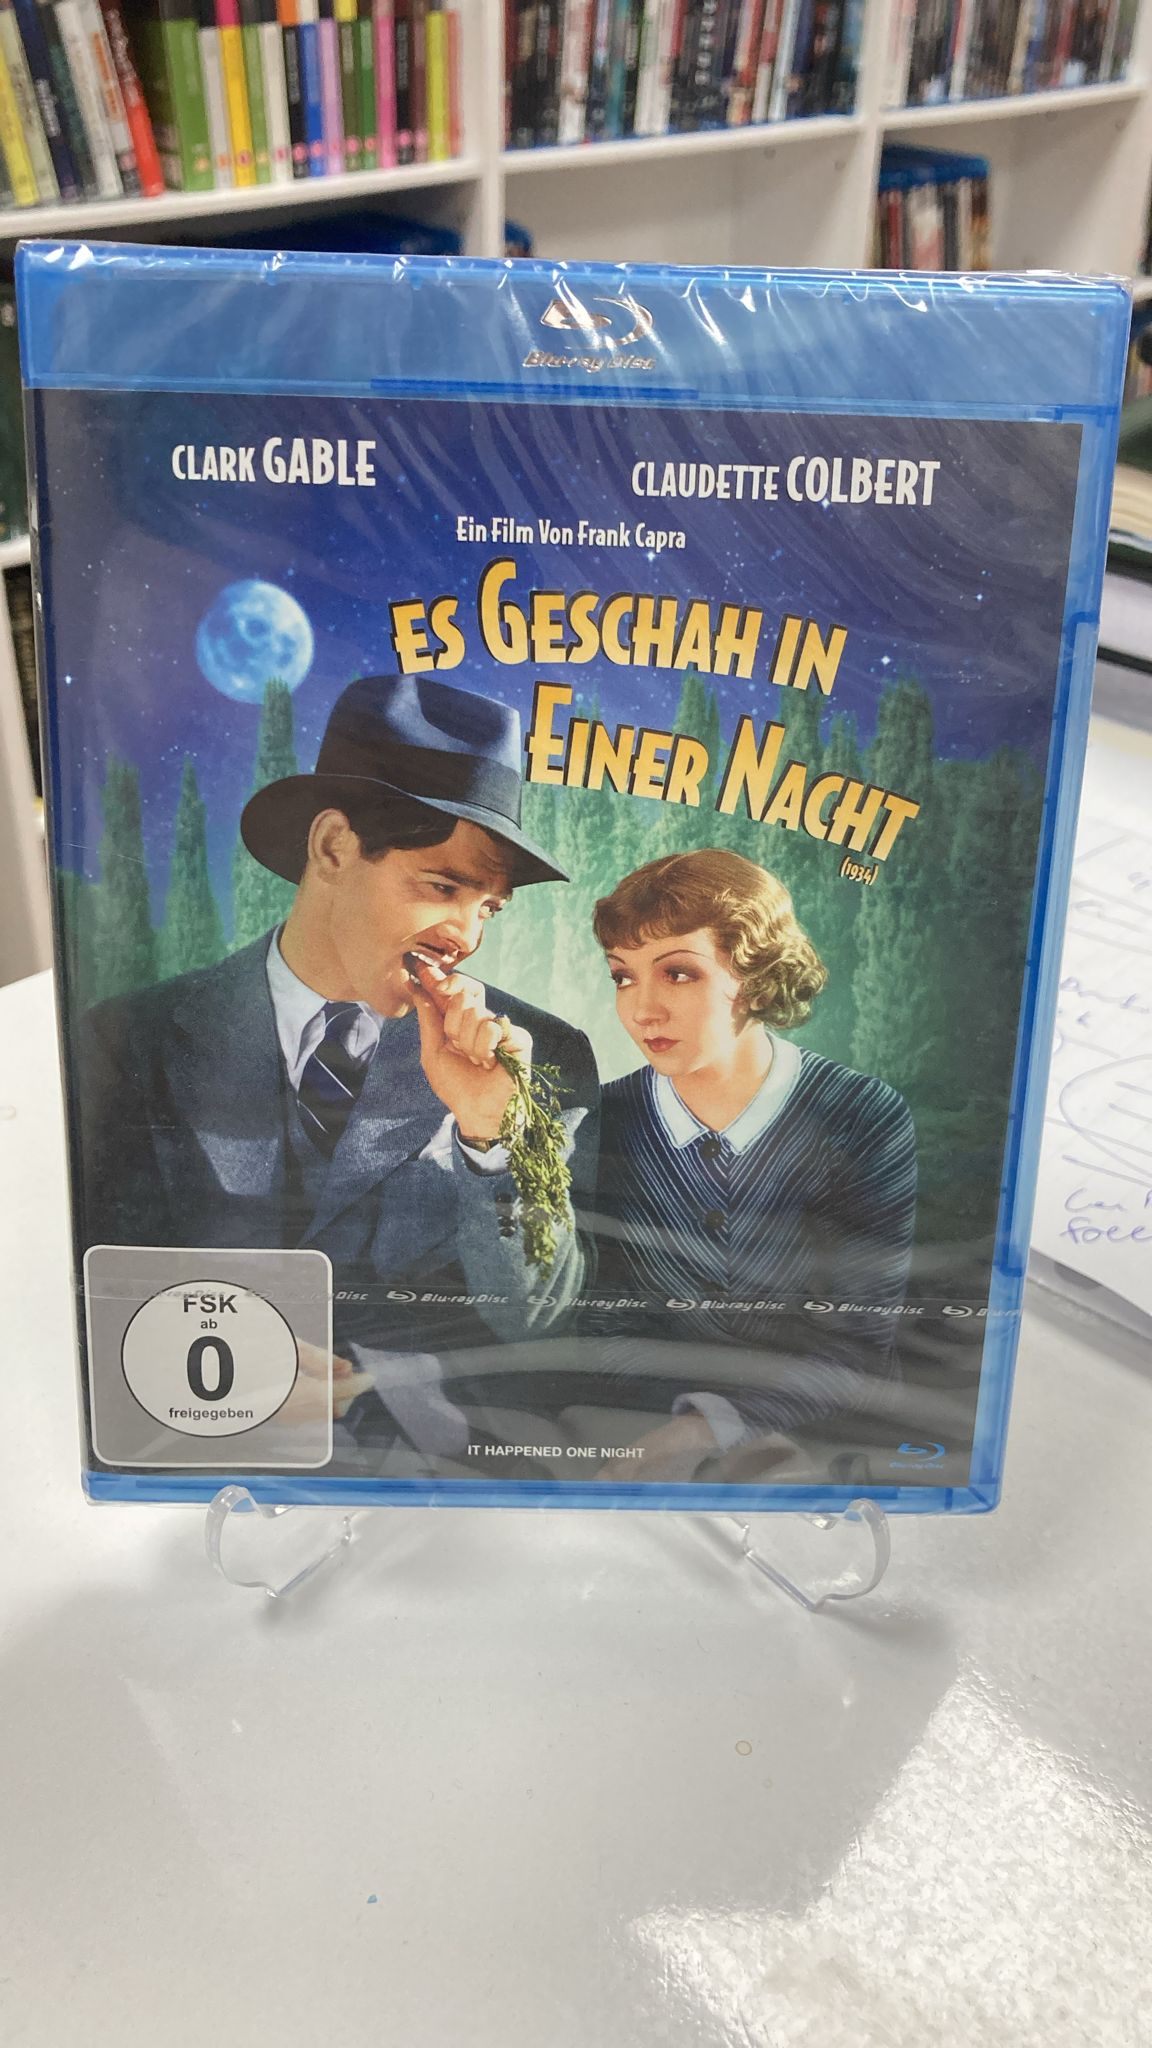 Blu-ray Disc
CLARK GABLE
CLAUDETTE COLBERT
Ein Film Von Frank Capra
ES GESCHAH IN
EINER NACHT
(1934)
FSK
ab
0
freigegeben
Blu-ray Disc Blu-ray Disc Blu-ray Disc Blu-ray Disc
IT HAPPENED ONE NIGHT
Blu-ray Disc